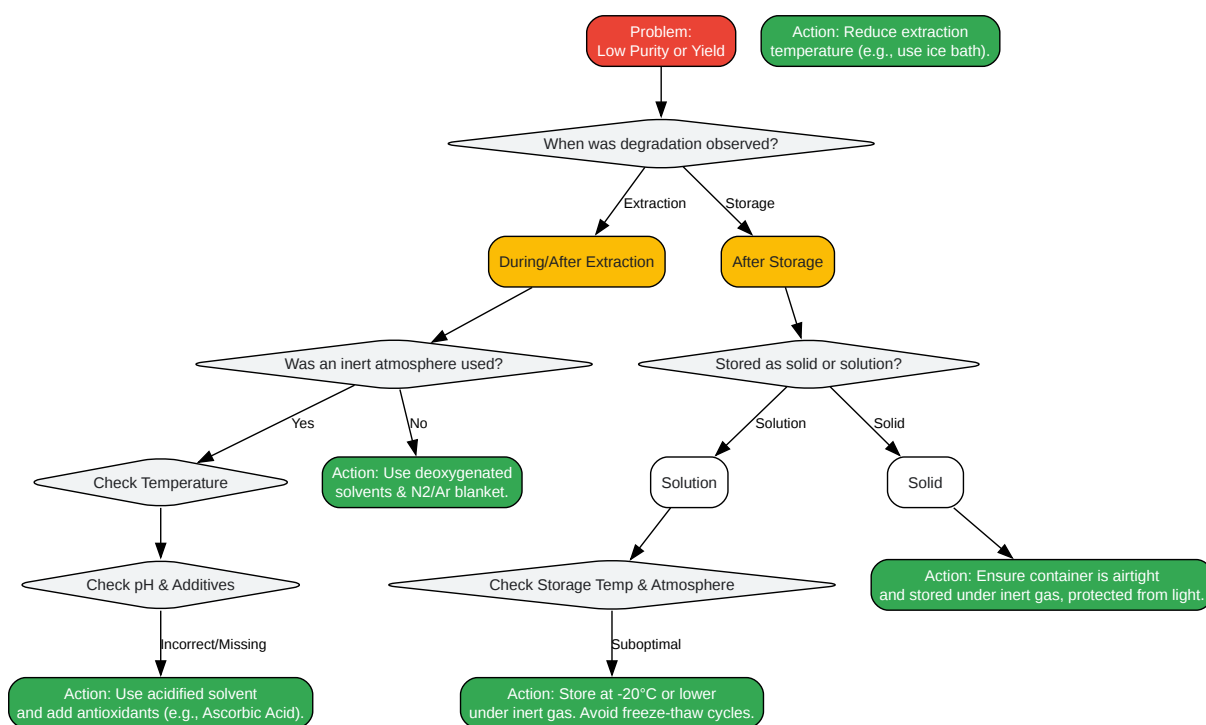 Problem:
Low Purity or Yield
Action: Reduce extraction
temperature (e.g., use ice bath).
When was degradation observed?
Extraction
Storage
During/After Extraction
After Storage
Was an inert atmosphere used?
Stored as solid or solution?
Yes
No
Solution
Solid
Check Temperature
Action: Use deoxygenated
solvents & N2/Ar blanket.
Solution
Solid
Check pH & Additives
Check Storage Temp & Atmosphere
Action: Ensure container is airtight
and stored under inert gas, protected from light.
Incorrect/Missing
Suboptimal
Action: Use acidified solvent
and add antioxidants (e.g., Ascorbic Acid).
Action: Store at -20°C or lower
under inert gas. Avoid freeze-thaw cycles.